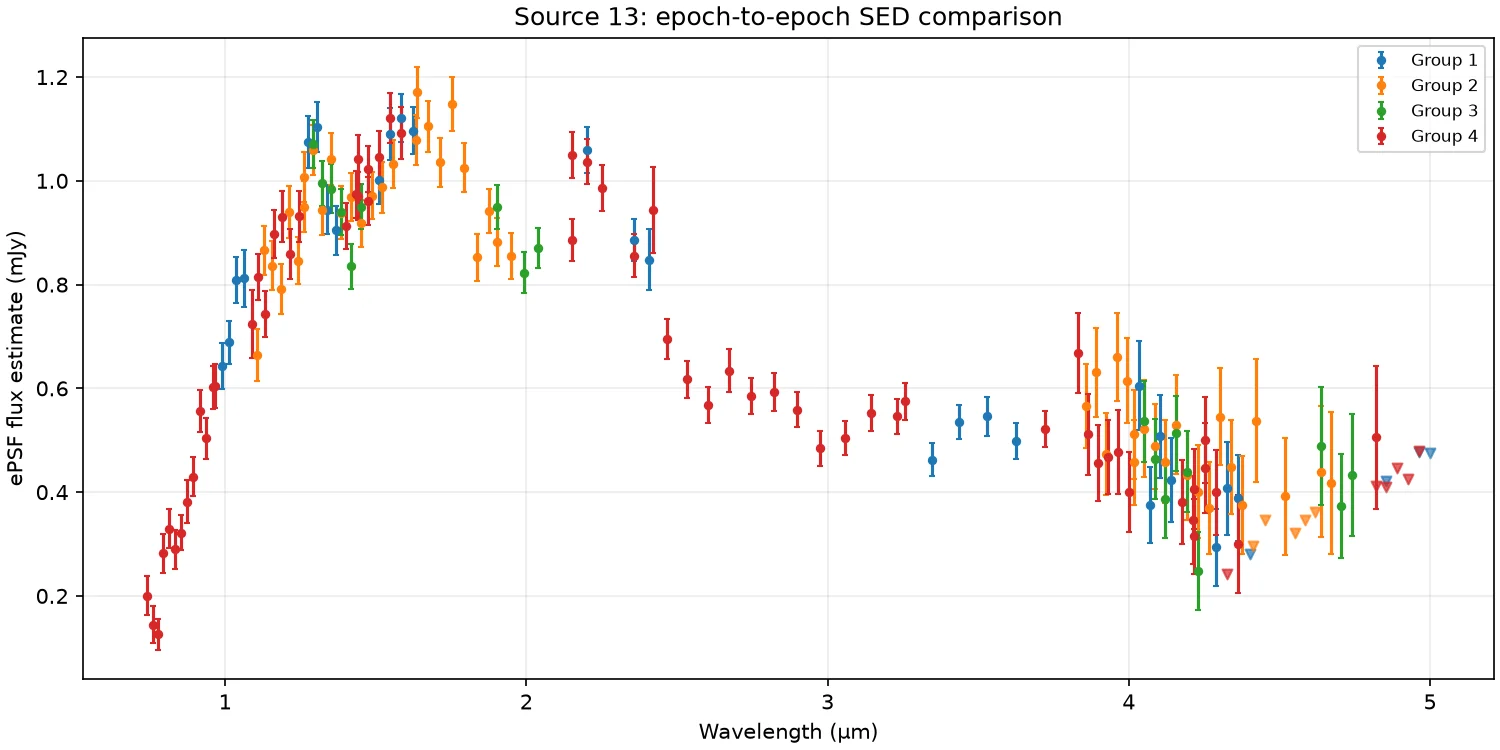 Source 13: epoch-to-epoch SED comparison
ePSF flux estimate (mJy)
1.2
1.0
0.8
0.6
0.4
0.2
Group 1
Group 2
Group 3
Group 4
1 2 3 4 5
Wavelength (μm)